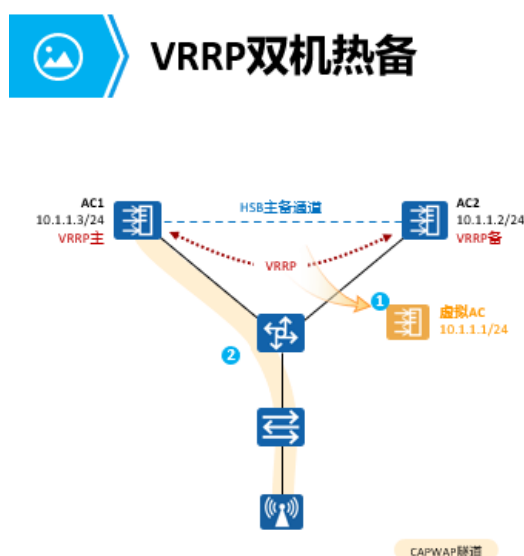 VRRP双机热备
AC1
10.1.1.3/24
VRRP主
HSB主备通道
AC2
10.1.1.2/24
VRRP备
VRRP
1
虚拟AC
10.1.1.1/24
2
CAPWAP隧道